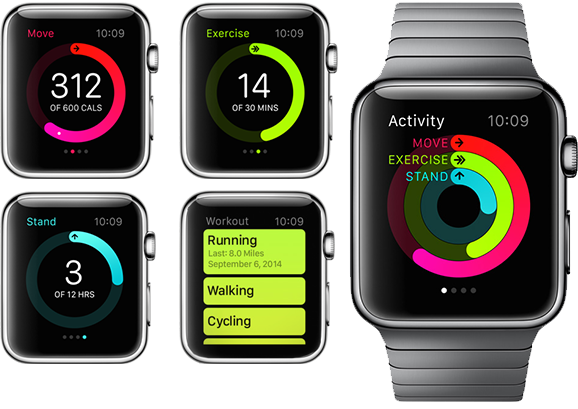 Move 10:09
312
OF 600 CALS
Exercise 10:09
14
OF 30 MINS
Activity 10:09
MOVE
EXERCISE
STAND
Stand 10:09
3
OF 12 HRS
Workout 10:09
Running
Last: 8.0 Miles
September 6, 2014
Walking
Cycling